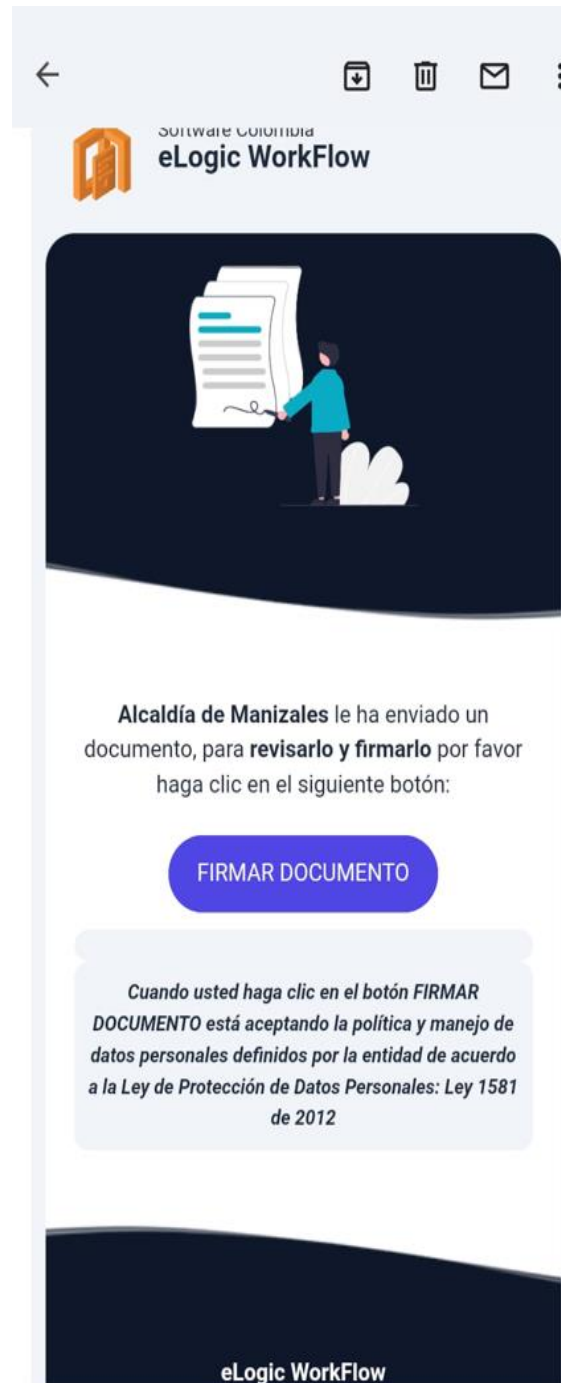 Software Colombia
eLogic WorkFlow
Alcaldía de Manizales le ha enviado un
documento, para revisarlo y firmarlo por favor
haga clic en el siguiente botón:
FIRMAR DOCUMENTO
Cuando usted haga clic en el botón FIRMAR
DOCUMENTO está aceptando la política y manejo de
datos personales definidos por la entidad de acuerdo
a la Ley de Protección de Datos Personales: Ley 1581
de 2012
eLogic WorkFlow